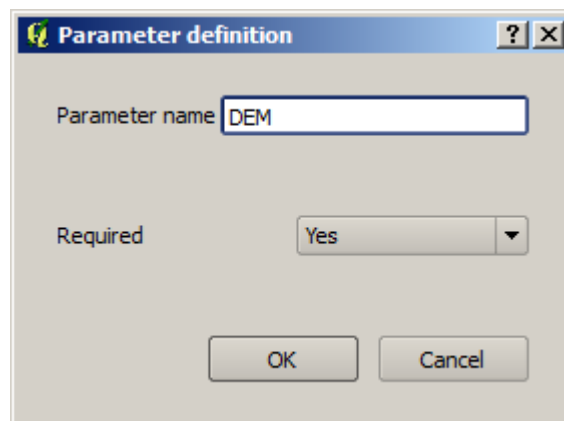 Parameter definition ? X
Parameter name DEM
Required Yes
OK Cancel